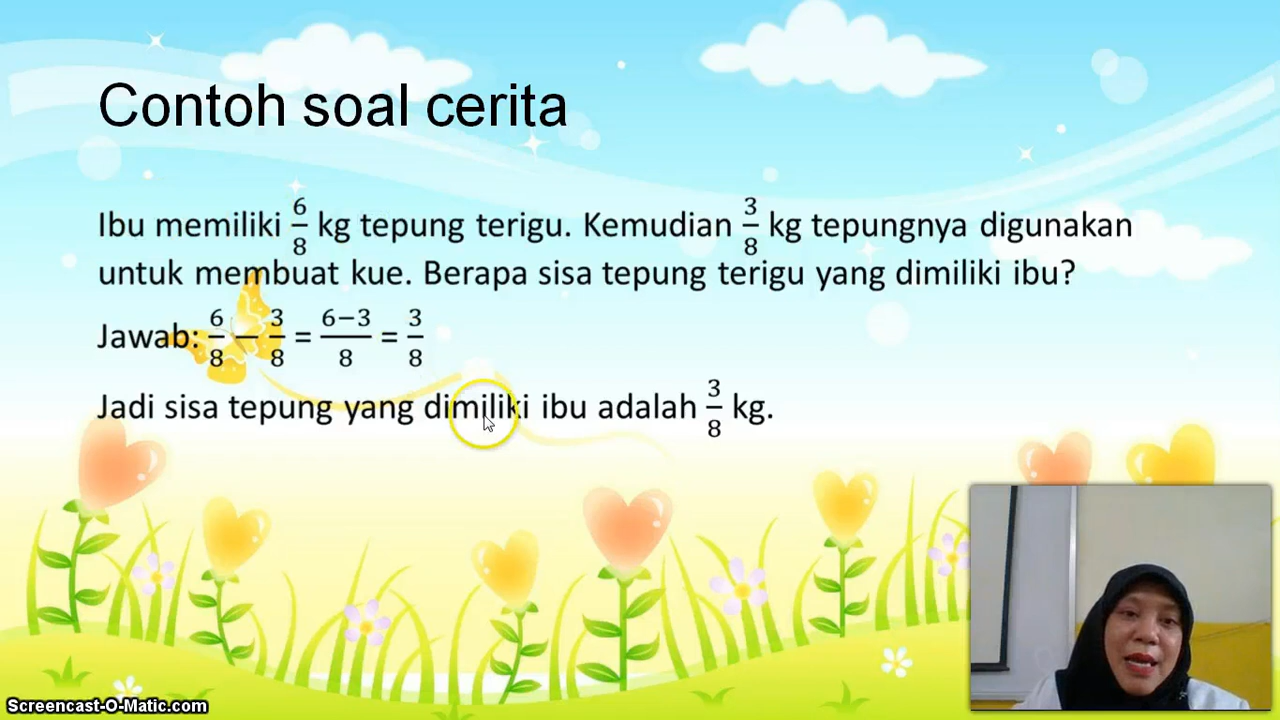 Contoh soal cerita
Ibu memiliki 6/8 kg tepung terigu. Kemudian 3/8 kg tepungnya digunakan
untuk membuat kue. Berapa sisa tepung terigu yang dimiliki ibu?
Jawab: 6/8 − 3/8 = 6−3/8 = 3/8
Jadi sisa tepung yang dimiliki ibu adalah 3/8 kg.
Screencast-O-Matic.com